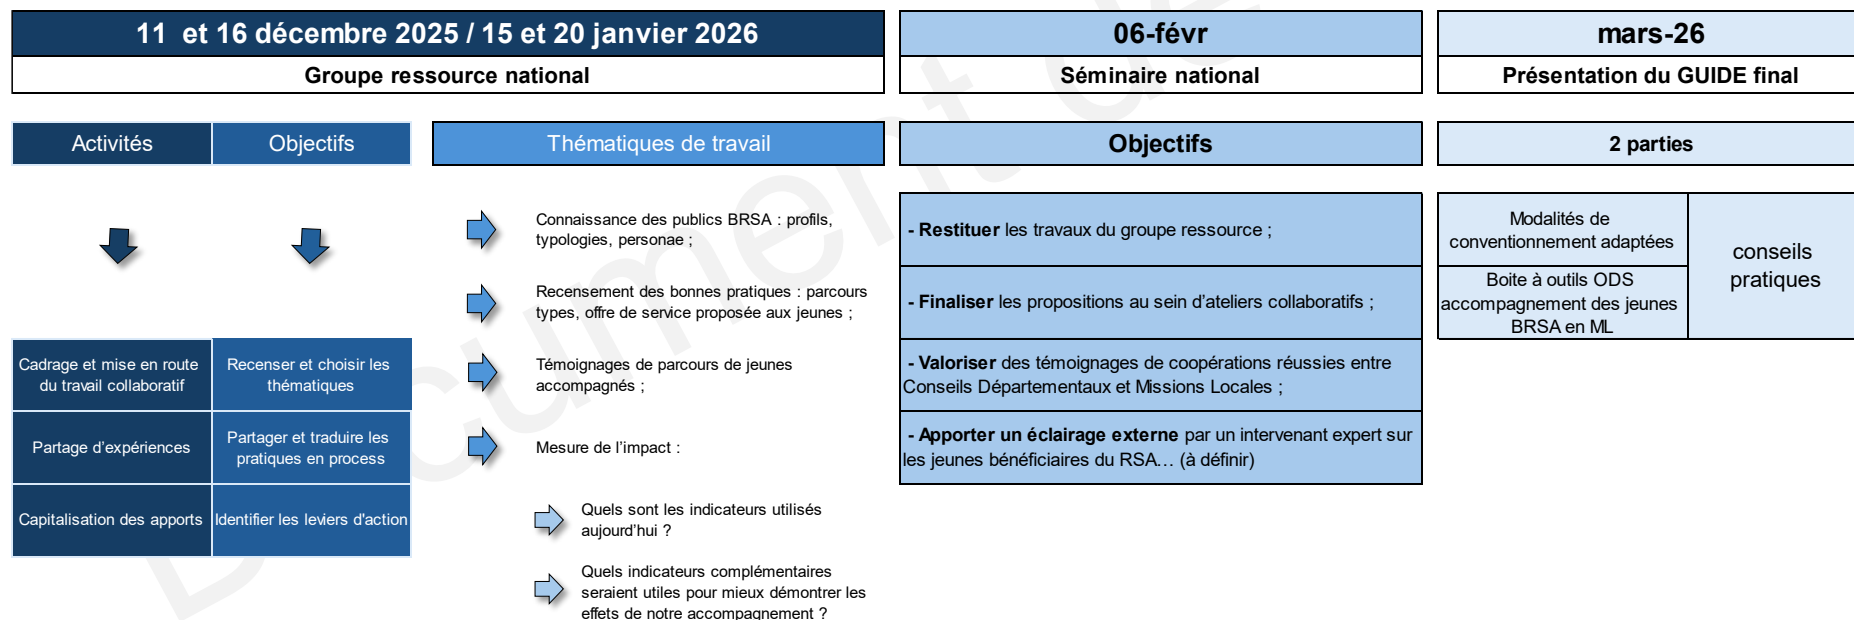 11 et 16 décembre 2025 / 15 et 20 janvier 2026
Groupe ressource national
Activités
Objectifs
Cadrage et mise en route
du travail collaboratif
Recenser et choisir les
thématiques
Partage d'expériences
Partager et traduire les
pratiques en process
Capitalisation des apports
Identifier les leviers d'action
Thématiques de travail
Connaissance des publics BRSA : profils,
typologies, personae ;
Recensement des bonnes pratiques : parcours
types, offre de service proposée aux jeunes ;
Témoignages de parcours de jeunes
accompagnés ;
Mesure de l'impact :
Quels sont les indicateurs utilisés
aujourd'hui ?
Quels indicateurs complémentaires
seraient utiles pour mieux démontrer les
effets de notre accompagnement ?
06-févr
Séminaire national
Objectifs
- Restituer les travaux du groupe ressource ;
- Finaliser les propositions au sein d'ateliers collaboratifs ;
- Valoriser des témoignages de coopérations réussies entre
Conseils Départementaux et Missions Locales ;
- Apporter un éclairage externe par un intervenant expert sur
les jeunes bénéficiaires du RSA… (à définir)
mars-26
Présentation du GUIDE final
2 parties
Modalités de
conventionnement adaptées
Boite à outils ODS
accompagnement des jeunes
BRSA en ML
conseils
pratiques
Document de